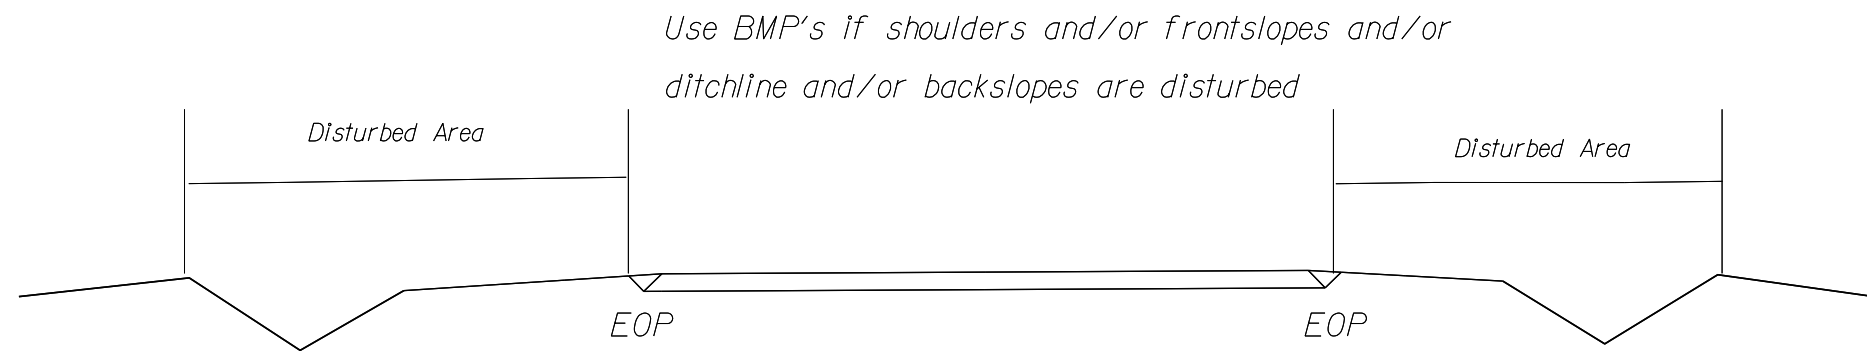 Use BMP's if shoulders and/or frontslopes and/or
ditchline and/or backslopes are disturbed
Disturbed Area
Disturbed Area
EOP
EOP